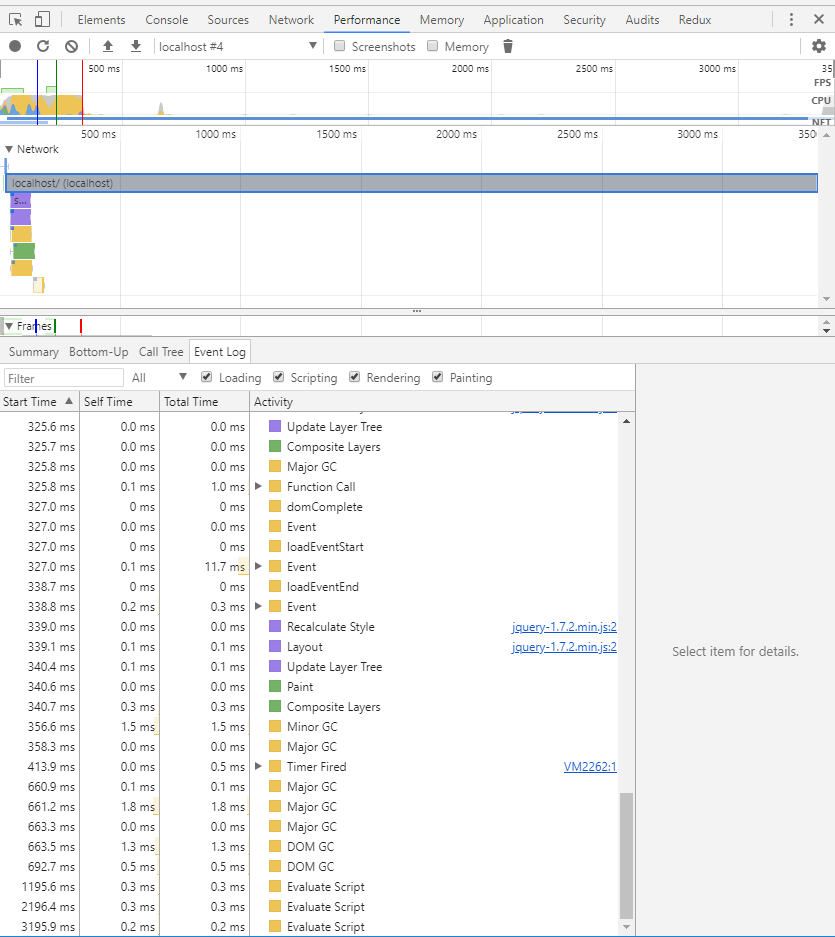 Elements Console Sources Network Performance Memory Application Security Audits Redux
localhost #4 Screenshots Memory
500 ms 1000 ms 1500 ms 2000 ms 2500 ms 3000 ms 35
FPS
CPU
NET
500 ms 1000 ms 1500 ms 2000 ms 2500 ms 3000 ms 350
Network
localhost/ (localhost)
s...
Frames
Summary Bottom-Up Call Tree Event Log
Filter All Loading Scripting Rendering Painting
Start Time Self Time Total Time Activity
325.6 ms 0.0 ms 0.0 ms Update Layer Tree
325.7 ms 0.0 ms 0.0 ms Composite Layers
325.8 ms 0.0 ms 0.0 ms Major GC
325.8 ms 0.1 ms 1.0 ms Function Call
327.0 ms 0 ms 0 ms domComplete
327.0 ms 0.0 ms 0.0 ms Event
327.0 ms 0 ms 0 ms loadEventStart
327.0 ms 0.1 ms 11.7 ms Event
338.7 ms 0 ms 0 ms loadEventEnd
338.8 ms 0.2 ms 0.3 ms Event
339.0 ms 0.0 ms 0.0 ms Recalculate Style jquery-1.7.2.min.js:2
339.1 ms 0.1 ms 0.1 ms Layout jquery-1.7.2.min.js:2
340.4 ms 0.1 ms 0.1 ms Update Layer Tree
340.6 ms 0.0 ms 0.0 ms Paint
340.7 ms 0.3 ms 0.3 ms Composite Layers
356.6 ms 1.5 ms 1.5 ms Minor GC
358.3 ms 0.0 ms 0.0 ms Major GC
413.9 ms 0.0 ms 0.5 ms Timer Fired VM2262:1
660.9 ms 0.1 ms 0.1 ms Major GC
661.2 ms 1.8 ms 1.8 ms Major GC
663.3 ms 0.0 ms 0.0 ms Major GC
663.5 ms 1.3 ms 1.3 ms DOM GC
692.7 ms 0.5 ms 0.5 ms DOM GC
1195.6 ms 0.3 ms 0.3 ms Evaluate Script
2196.4 ms 0.3 ms 0.3 ms Evaluate Script
3195.9 ms 0.2 ms 0.2 ms Evaluate Script
Select item for details.